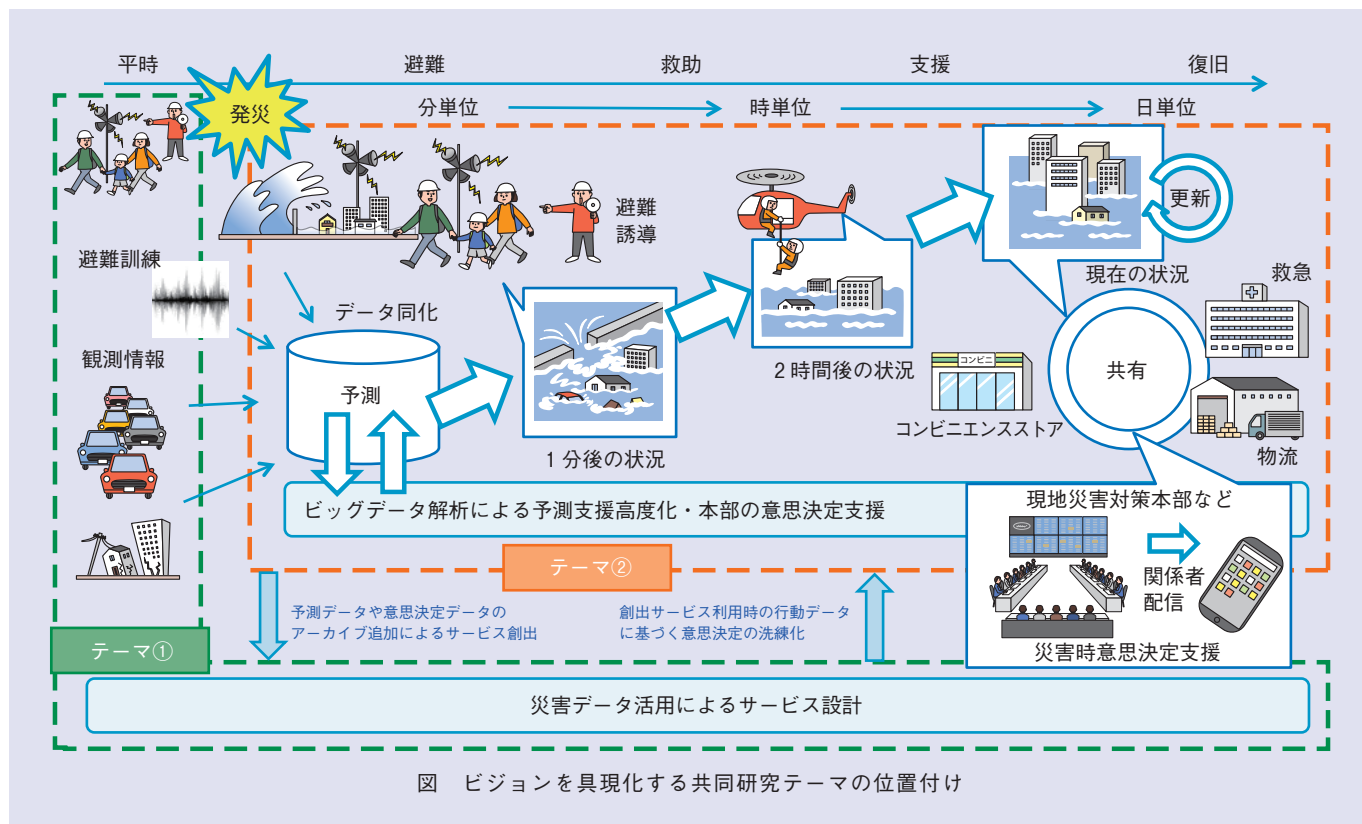 平時
避難
救助
支援
復旧
発災
分単位
時単位
日単位
避難
誘導
更新
避難訓練
現在の状況
救急
データ同化
観測情報
予測
2時間後の状況
コンビニ
共有
コンビニエンスストア
1分後の状況
物流
ビッグデータ解析による予測支援高度化・本部の意思決定支援
現地災害対策本部など
テーマ②
関係者
配信
予測データや意思決定データの
アーカイブ追加によるサービス創出
創出サービス利用時の行動データ
に基づく意思決定の洗練化
災害時意思決定支援
テーマ①
災害データ活用によるサービス設計
図 ビジョンを具現化する共同研究テーマの位置付け